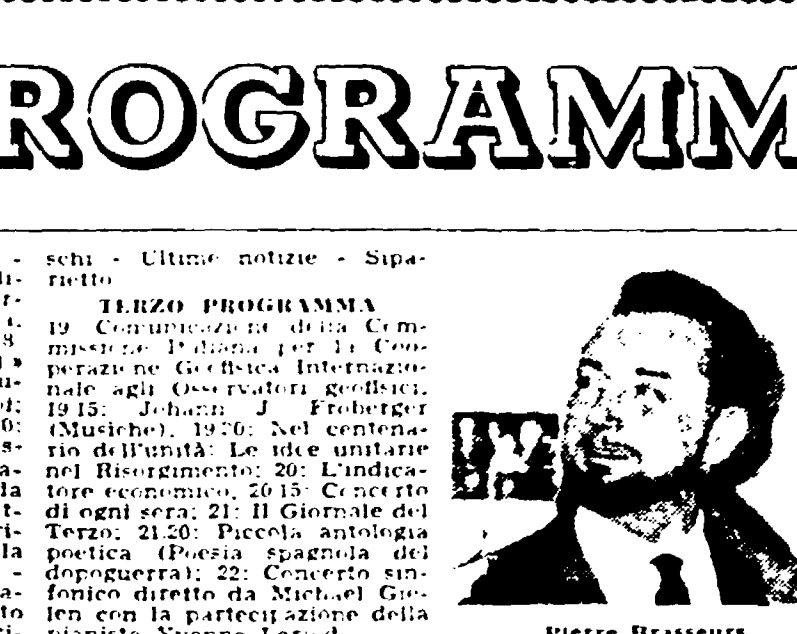 ROGRAMM
schi - Ultime notizie - Sipa-
rietto
TERZO PROGRAMMA
19 Comunicazione della Com-
missione Italiana per la Coo-
perazione Geofisica Internazio-
nale agli Osservatori geofisici.
19 15: Johann J Froberger
(Musiche), 19 30: Nel centena-
rio dell'unità: Le idee unitarie
nel Risorgimento; 20: L'indica-
tore economico, 20 15: Concerto
di ogni sera; 21: Il Giornale del
Terzo; 21.20: Piccola antologia
poetica (Poesia spagnola del
dopoguerra); 22: Concerto sin-
fonico diretto da Michael Gie-
len con la partecipazione della
pianista Yvonne
Pierre Brasseurs